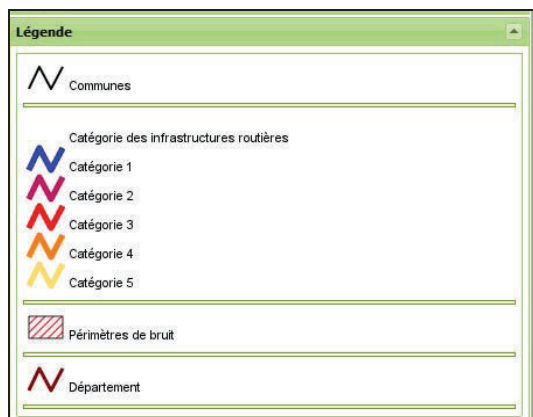 Légende
Communes
Catégorie des infrastructures routières
Catégorie 1
Catégorie 2
Catégorie 3
Catégorie 4
Catégorie 5
Périmètres de bruit
Département